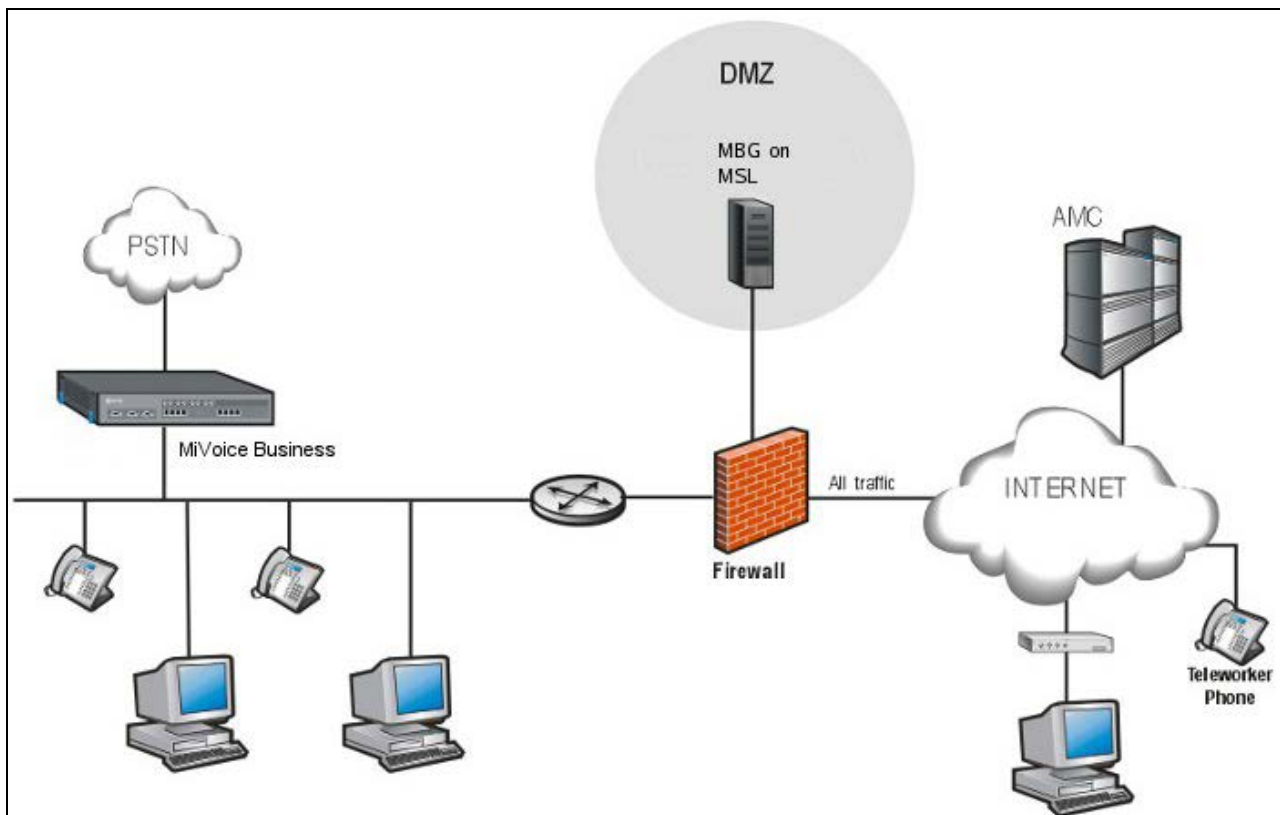 DMZ
MBG on
MSL
PSTN
AMC
MiVoice Business
All traffic
INTERNET
Firewall
Teleworker
Phone